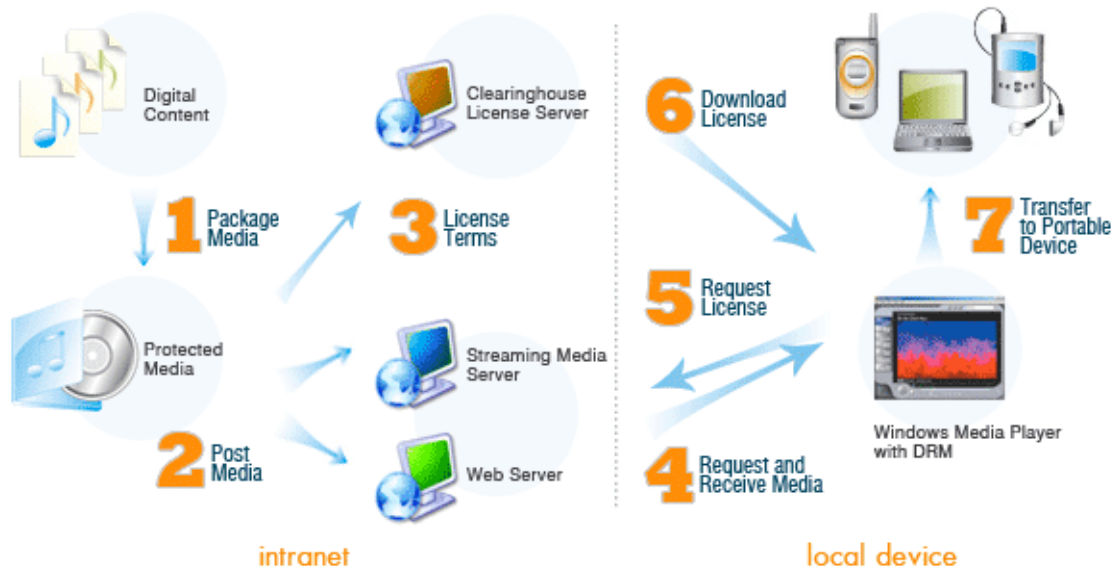 Digital
Content
Clearinghouse
License Server
6 Download
License
1 Package
Media
3 License
Terms
7 Transfer
to Portable
Device
5 Request
License
Protected
Media
Streaming Media
Server
Windows Media Player
with DRM
2 Post
Media
Web Server
4 Request and
Receive Media
intranet
local device